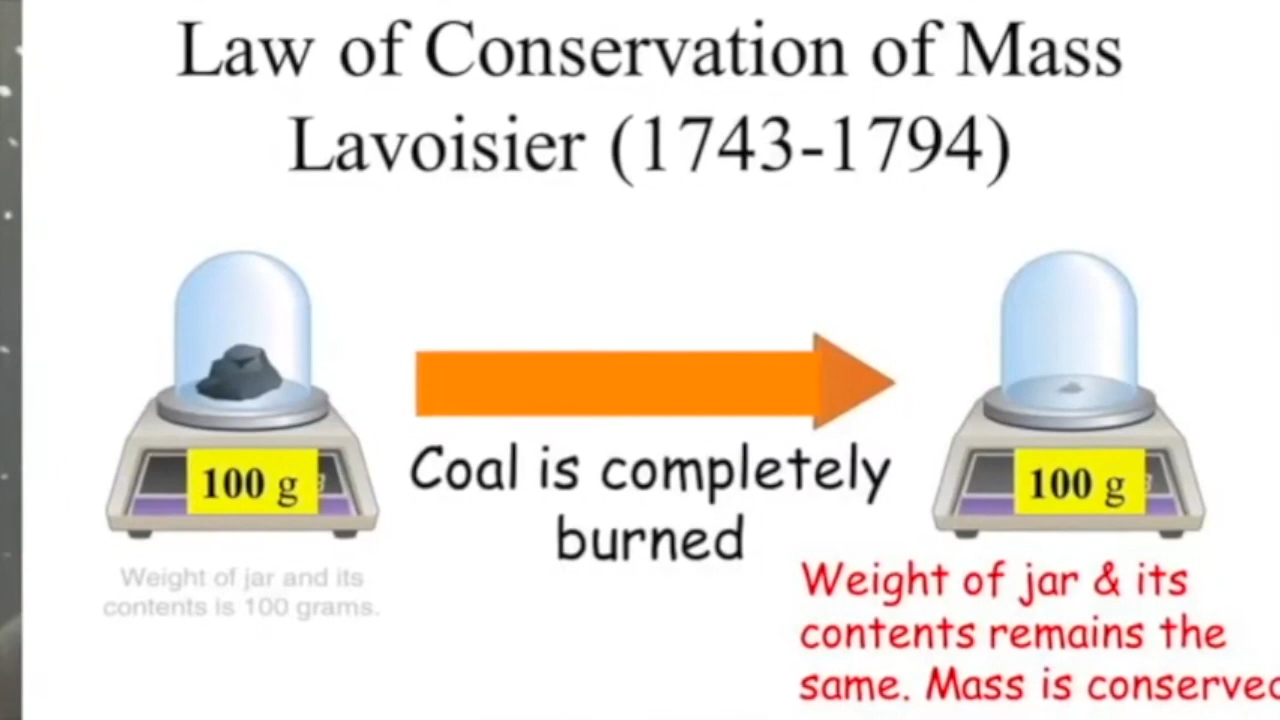 Law of Conservation of Mass
Lavoisier (1743-1794)
100 g
100 g
Coal is completely
burned
Weight of jar and its
contents is 100 grams.
Weight of jar & its
contents remains the
same. Mass is conserved